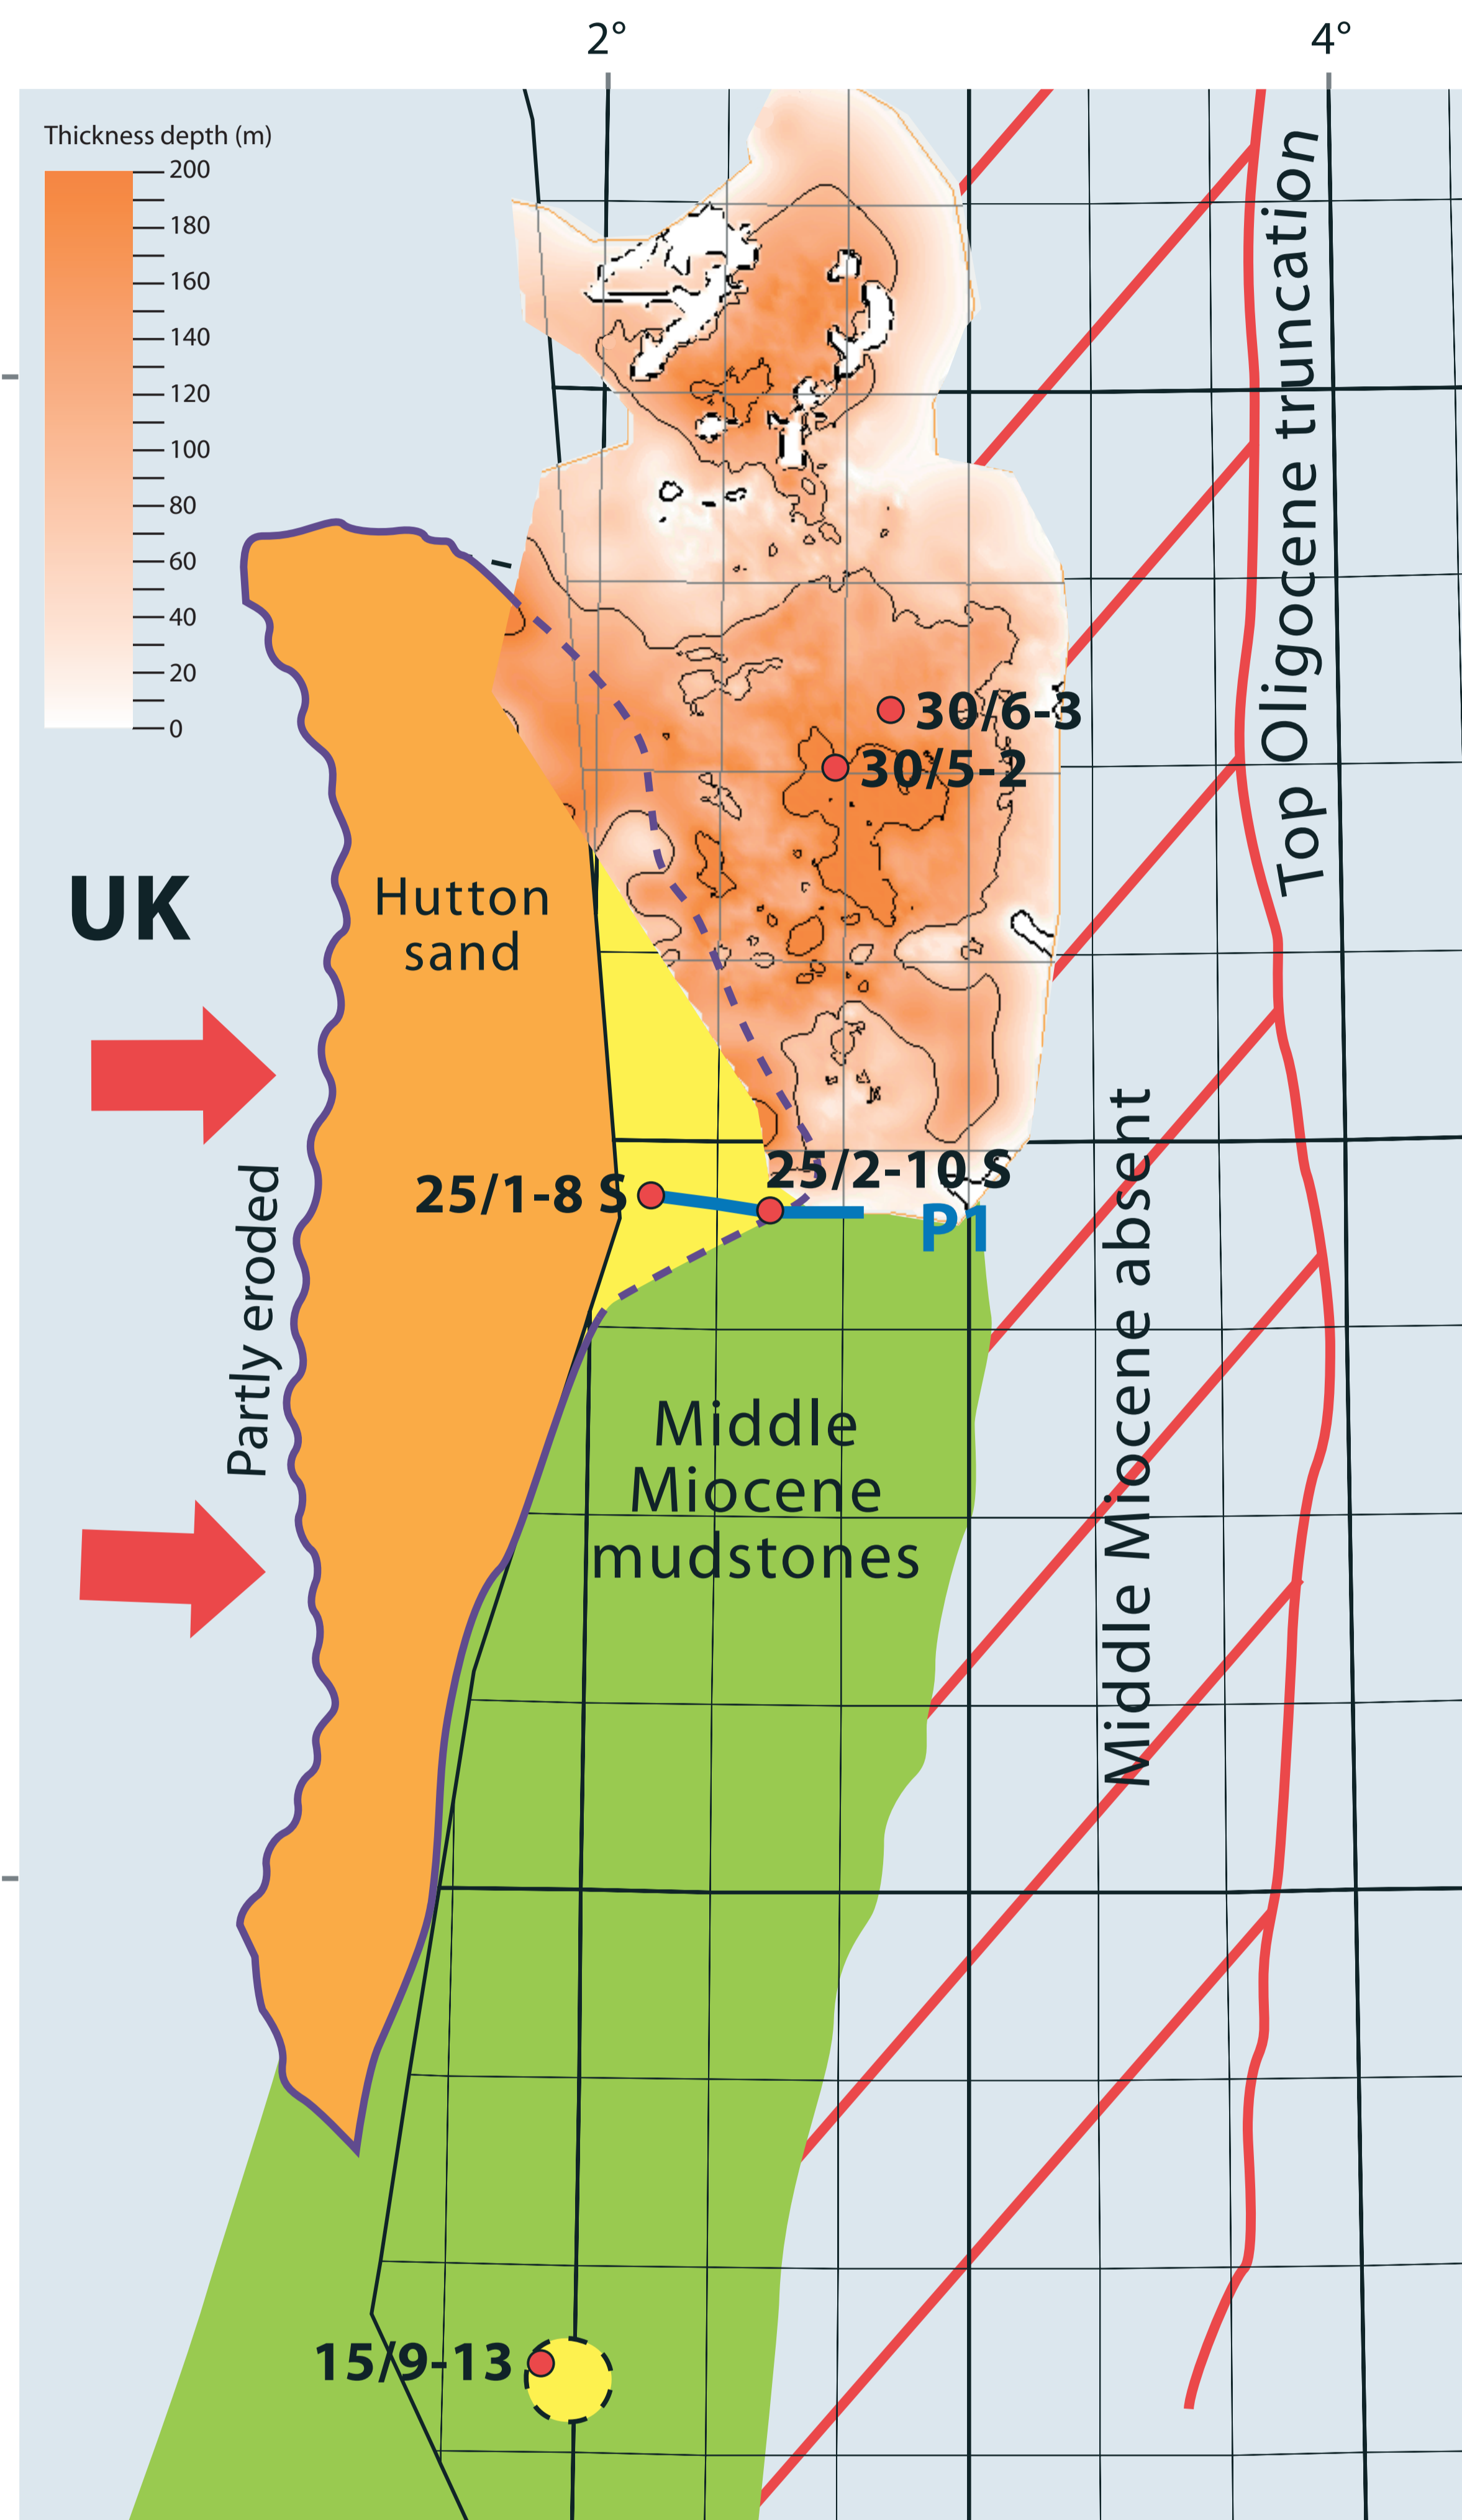 2°
4°
Thickness depth (m)
200
180
160
140
120
100
80
60
40
20
0
Top Oligocene truncation
30/6-3
30/5-2
UK
Hutton
sand
25/2-10 S
25/1-8 S
P1
Partly eroded
Middle Miocene absent
Middle
Miocene
mudstones
15/9-13